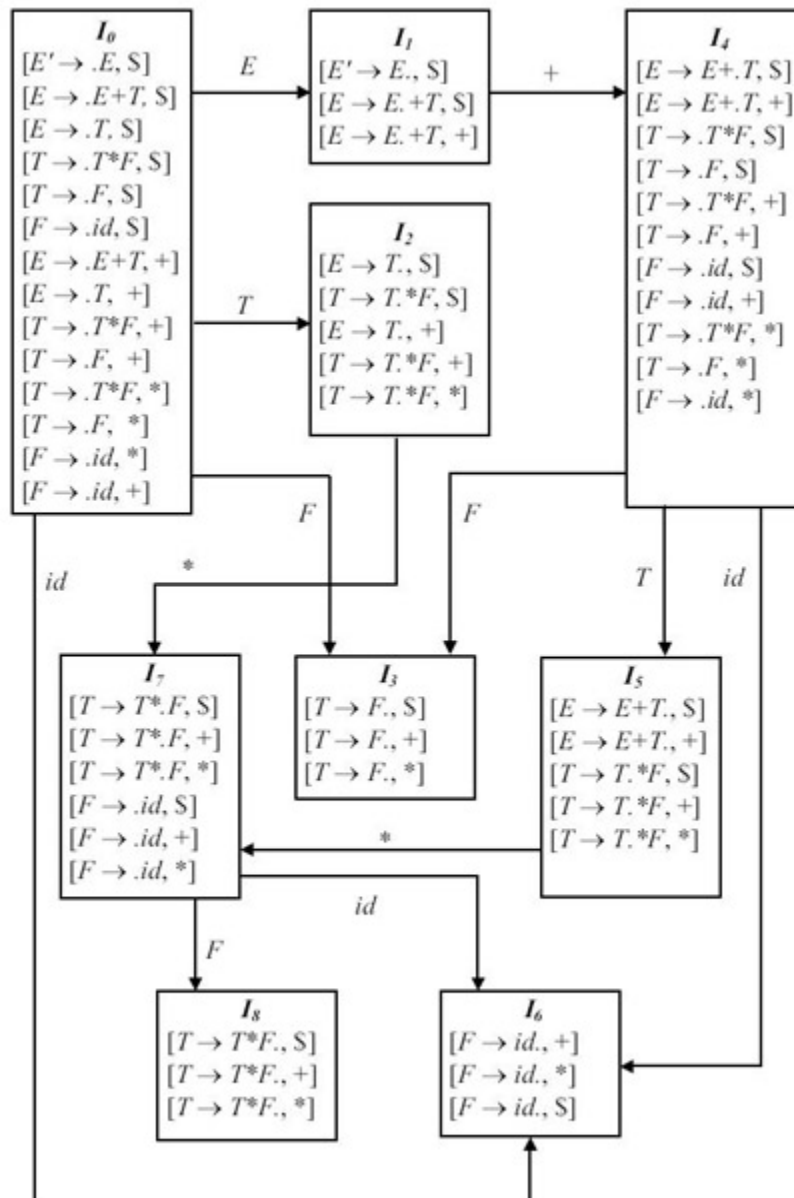 I₀
[E′ → .E, $]
[E → .E+T, $]
[E → .T, $]
[T → .T*F, $]
[T → .F, $]
[F → .id, $]
[E → .E+T, +]
[E → .T, +]
[T → .T*F, +]
[T → .F, +]
[T → .T*F, *]
[T → .F, *]
[F → .id, *]
[F → .id, +]
E
I₁
[E′ → E., $]
[E → E.+T, $]
[E → E.+T, +]
+
I₄
[E → E+.T, $]
[E → E+.T, +]
[T → .T*F, $]
[T → .F, $]
[T → .T*F, +]
[T → .F, +]
[F → .id, $]
[F → .id, +]
[T → .T*F, *]
[T → .F, *]
[F → .id, *]
T
I₂
[E → T., $]
[T → T.*F, $]
[E → T., +]
[T → T.*F, +]
[T → T.*F, *]
F
F
*
id
T
id
I₇
[T → T*.F, $]
[T → T*.F, +]
[T → T*.F, *]
[F → .id, $]
[F → .id, +]
[F → .id, *]
I₃
[T → F., $]
[T → F., +]
[T → F., *]
I₅
[E → E+T., $]
[E → E+T., +]
[T → T.*F, $]
[T → T.*F, +]
[T → T.*F, *]
*
id
F
I₈
[T → T*F., $]
[T → T*F., +]
[T → T*F., *]
I₆
[F → id., +]
[F → id., *]
[F → id., $]